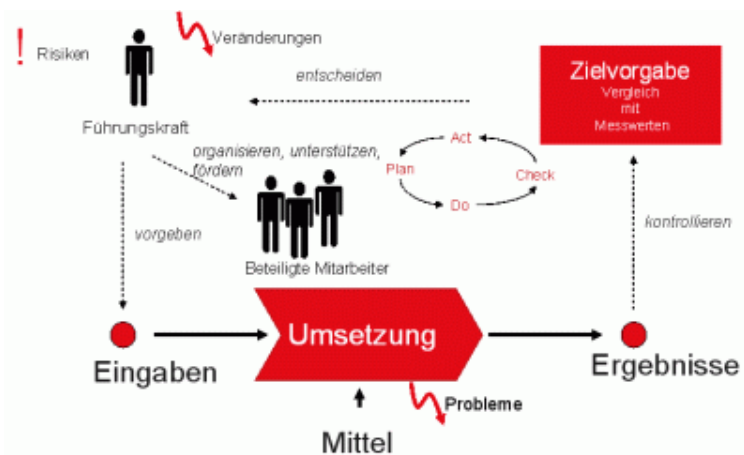 ! Risiken
Veränderungen
Führungskraft
entscheiden
Zielvorgabe
Vergleich
mit
Messwerten
organisieren, unterstützen,
fördern
Act
Plan
Check
Do
vorgeben
kontrollieren
Beteiligte Mitarbeiter
Umsetzung
Eingaben
Ergebnisse
Probleme
Mittel